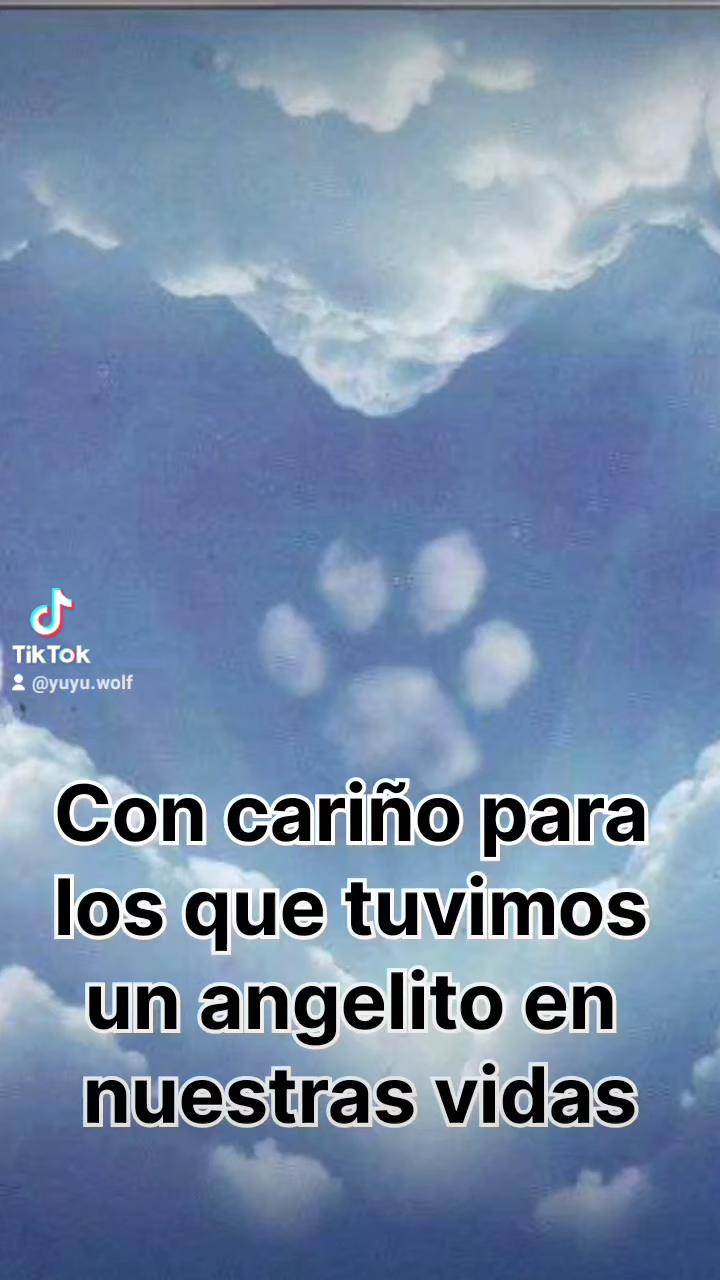 TikTok
@yuyu.wolf
Con cariño para
los que tuvimos
un angelito en
nuestras vidas